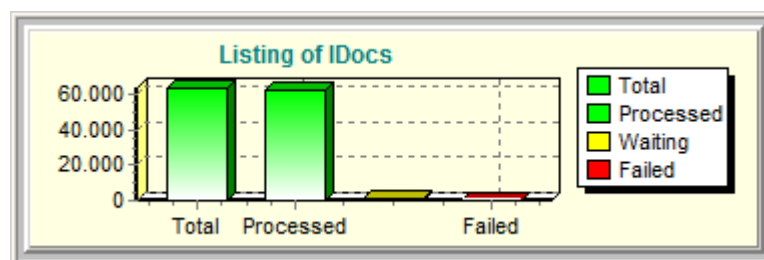 Listing of IDocs
60.000
40.000
20.000
0
Total
Processed
Failed
Total
Processed
Waiting
Failed